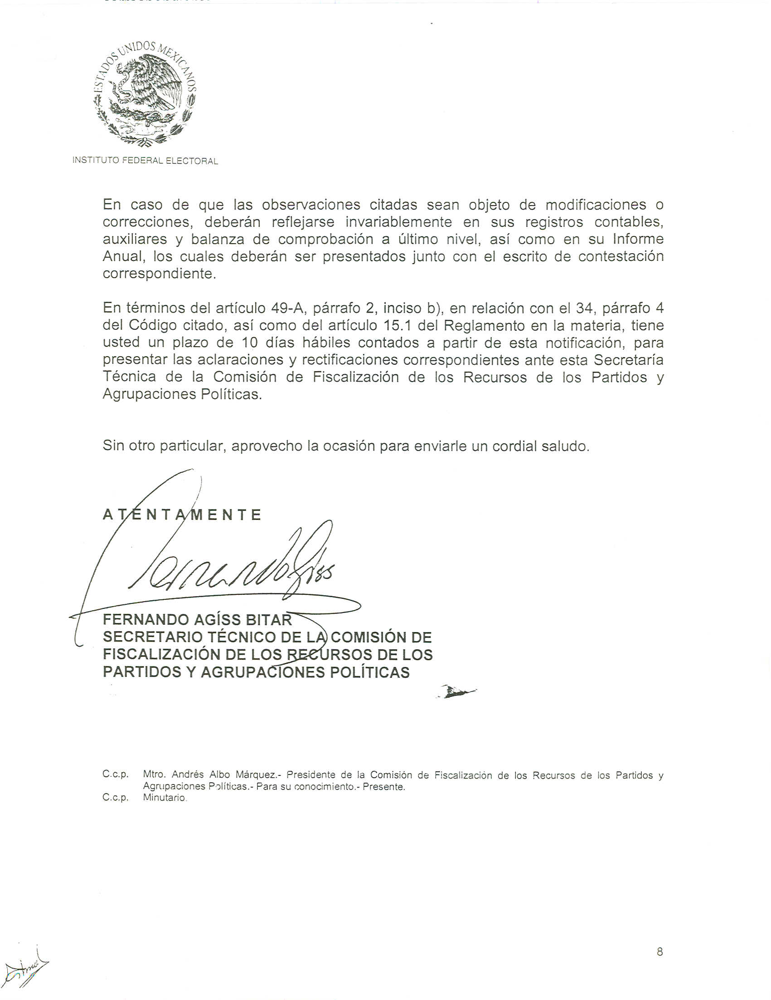 ESTADOS UNIDOS MEXICANOS
INSTITUTO FEDERAL ELECTORAL
En caso de que las observaciones citadas sean objeto de modificaciones o
correcciones, deberán reflejarse invariablemente en sus registros contables,
auxiliares y balanza de comprobación a último nivel, así como en su Informe
Anual, los cuales deberán ser presentados junto con el escrito de contestación
correspondiente.
En términos del artículo 49-A, párrafo 2, inciso b), en relación con el 34, párrafo 4
del Código citado, así como del artículo 15.1 del Reglamento en la materia, tiene
usted un plazo de 10 días hábiles contados a partir de esta notificación, para
presentar las aclaraciones y rectificaciones correspondientes ante esta Secretaría
Técnica de la Comisión de Fiscalización de los Recursos de los Partidos y
Agrupaciones Políticas.
Sin otro particular, aprovecho la ocasión para enviarle un cordial saludo.
A T E N T A M E N T E
FERNANDO AGÍSS BITAR
SECRETARIO TÉCNICO DE LA COMISIÓN DE
FISCALIZACIÓN DE LOS RECURSOS DE LOS
PARTIDOS Y AGRUPACIONES POLÍTICAS
C.c.p. Mtro. Andrés Albo Márquez.- Presidente de la Comisión de Fiscalización de los Recursos de los Partidos y
Agrupaciones Políticas.- Para su conocimiento.- Presente.
C.c.p. Minutario.
8